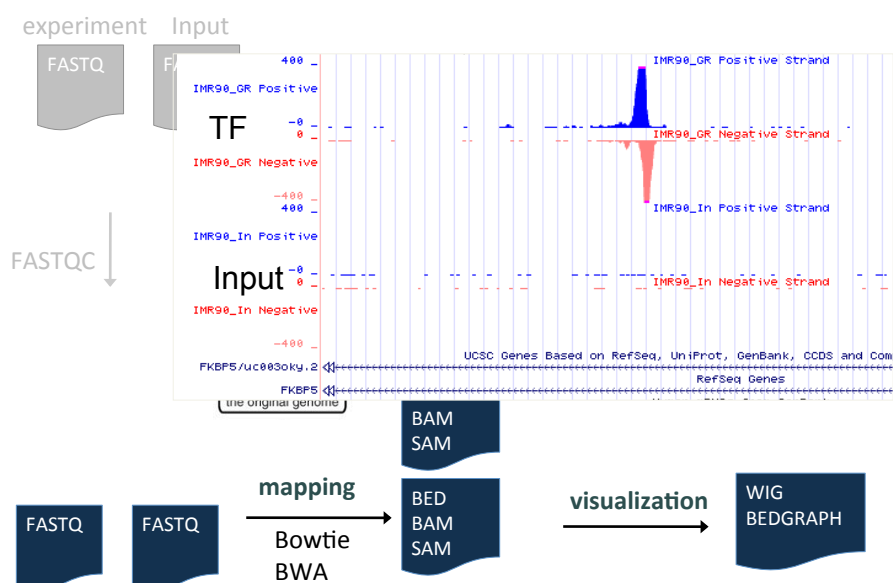 experiment Input
FASTQ
400 _
IMR90_GR Positive Strand
IMR90_GR Positive
TF
-0 _
0 _
IMR90_GR Negative Strand
IMR90_GR Negative
-400 _
400 _
IMR90_In Positive Strand
IMR90_In Positive
FASTQC
Input
-0 _
0 _
IMR90_In Negative Strand
IMR90_In Negative
-400 _
UCSC Genes Based on RefSeq, UniProt, GenBank, CCDS and Com
FKBP5/uc003oky.2
RefSeq Genes
FKBP5
the original genome
BAM
SAM
mapping
BED
BAM
SAM
visualization
WIG
BEDGRAPH
FASTQ
FASTQ
Bowtie
BWA